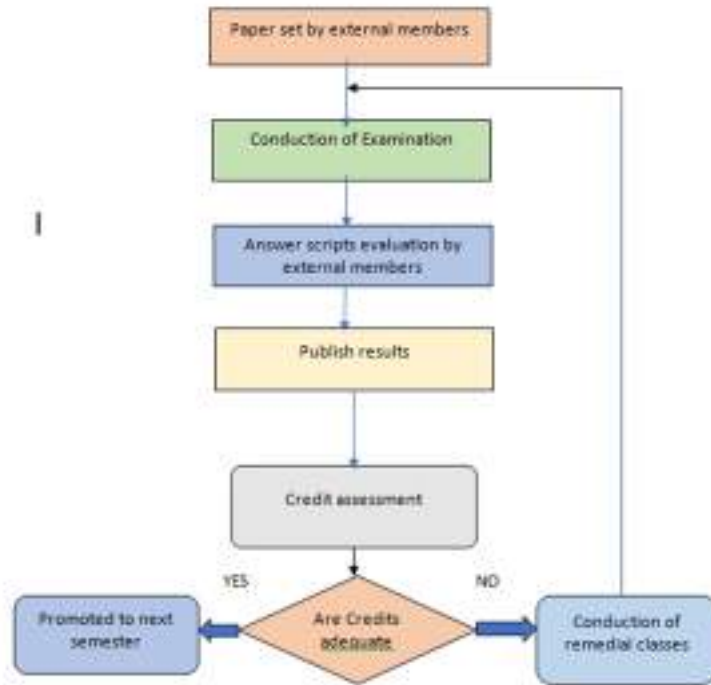 Paper set by external members
Conduction of Examination
Answer scripts evaluation by
external members
Publish results
Credit assessment
YES
NO
Promoted to next
semester
Are Credits
adequate
Conduction of
remedial classes